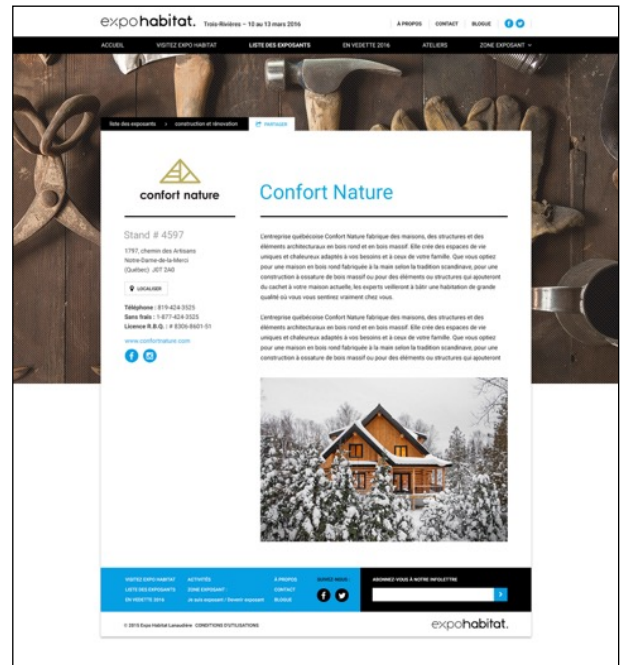 expohabitat. Trois-Rivières – 10 au 13 mars 2016
À PROPOS CONTACT BLOGUE
ACCUEIL VISITEZ EXPO HABITAT LISTE DES EXPOSANTS EN VEDETTE 2016 ATELIERS ZONE EXPOSANT
liste des exposants > construction et rénovation PARTAGER
confort nature
Confort Nature
Stand # 4597
1797, chemin des Artisans
Notre-Dame-de-la-Merci
(Québec) J0T 2A0
LOCALISER
Téléphone : 819-424-3525
Sans frais : 1-877-424-3525
Licence R.B.Q. : # 8306-8601-51
www.confortnature.com
L'entreprise québécoise Confort Nature fabrique des maisons, des structures et des
éléments architecturaux en bois rond et en bois massif. Elle crée des espaces de vie
uniques et chaleureux adaptés à vos besoins et à ceux de votre famille. Que vous optiez
pour une maison en bois rond fabriquée à la main selon la tradition scandinave, pour une
construction à ossature de bois massif ou pour des éléments ou structures qui ajouteront
du cachet à votre maison actuelle, les experts veilleront à bâtir une habitation de grande
qualité où vous vous sentirez vraiment chez vous.
L'entreprise québécoise Confort Nature fabrique des maisons, des structures et des
éléments architecturaux en bois rond et en bois massif. Elle crée des espaces de vie
uniques et chaleureux adaptés à vos besoins et à ceux de votre famille. Que vous optiez
pour une maison en bois rond fabriquée à la main selon la tradition scandinave, pour une
construction à ossature de bois massif ou pour des éléments ou structures qui ajouteront
VISITEZ EXPO HABITAT
LISTE DES EXPOSANTS
EN VEDETTE 2016
ACTIVITÉS
ZONE EXPOSANT :
Je suis exposant / Devenir exposant
À PROPOS
CONTACT
BLOGUE
SUIVEZ-NOUS :
ABONNEZ-VOUS À NOTRE INFOLETTRE
© 2015 Expo Habitat Lanaudière CONDITIONS D'UTILISATIONS
expohabitat.